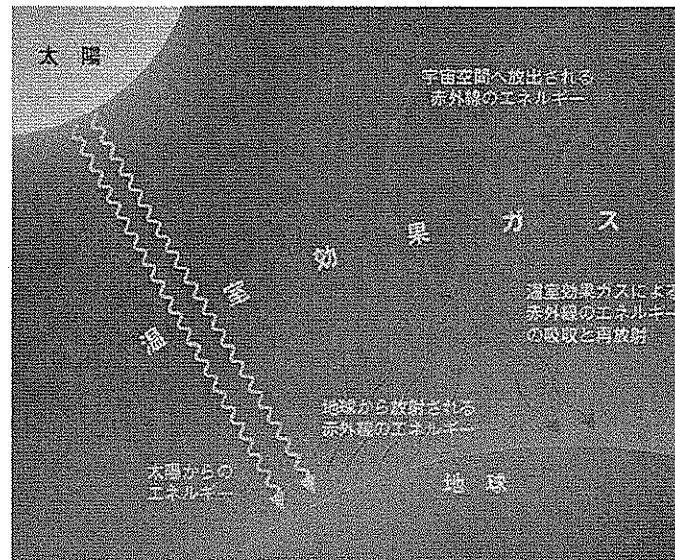 太陽
宇宙空間へ放出される
赤外線のエネルギー
温室効果ガス
温室効果ガスによる
赤外線のエネルギー
の吸収と再放射
地球から放射される
赤外線のエネルギー
太陽からの
エネルギー
地球